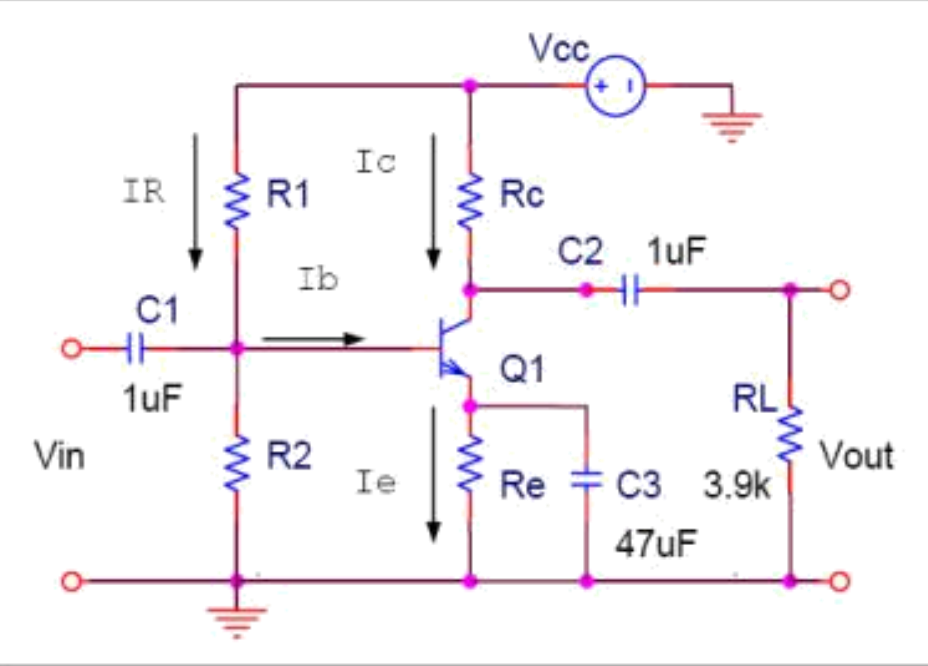 Vcc
+ -
Ic
IR
R1
Rc
C2
1uF
Ib
C1
1uF
Q1
RL
Vin
R2
Ie
Re
C3
3.9k
Vout
47uF